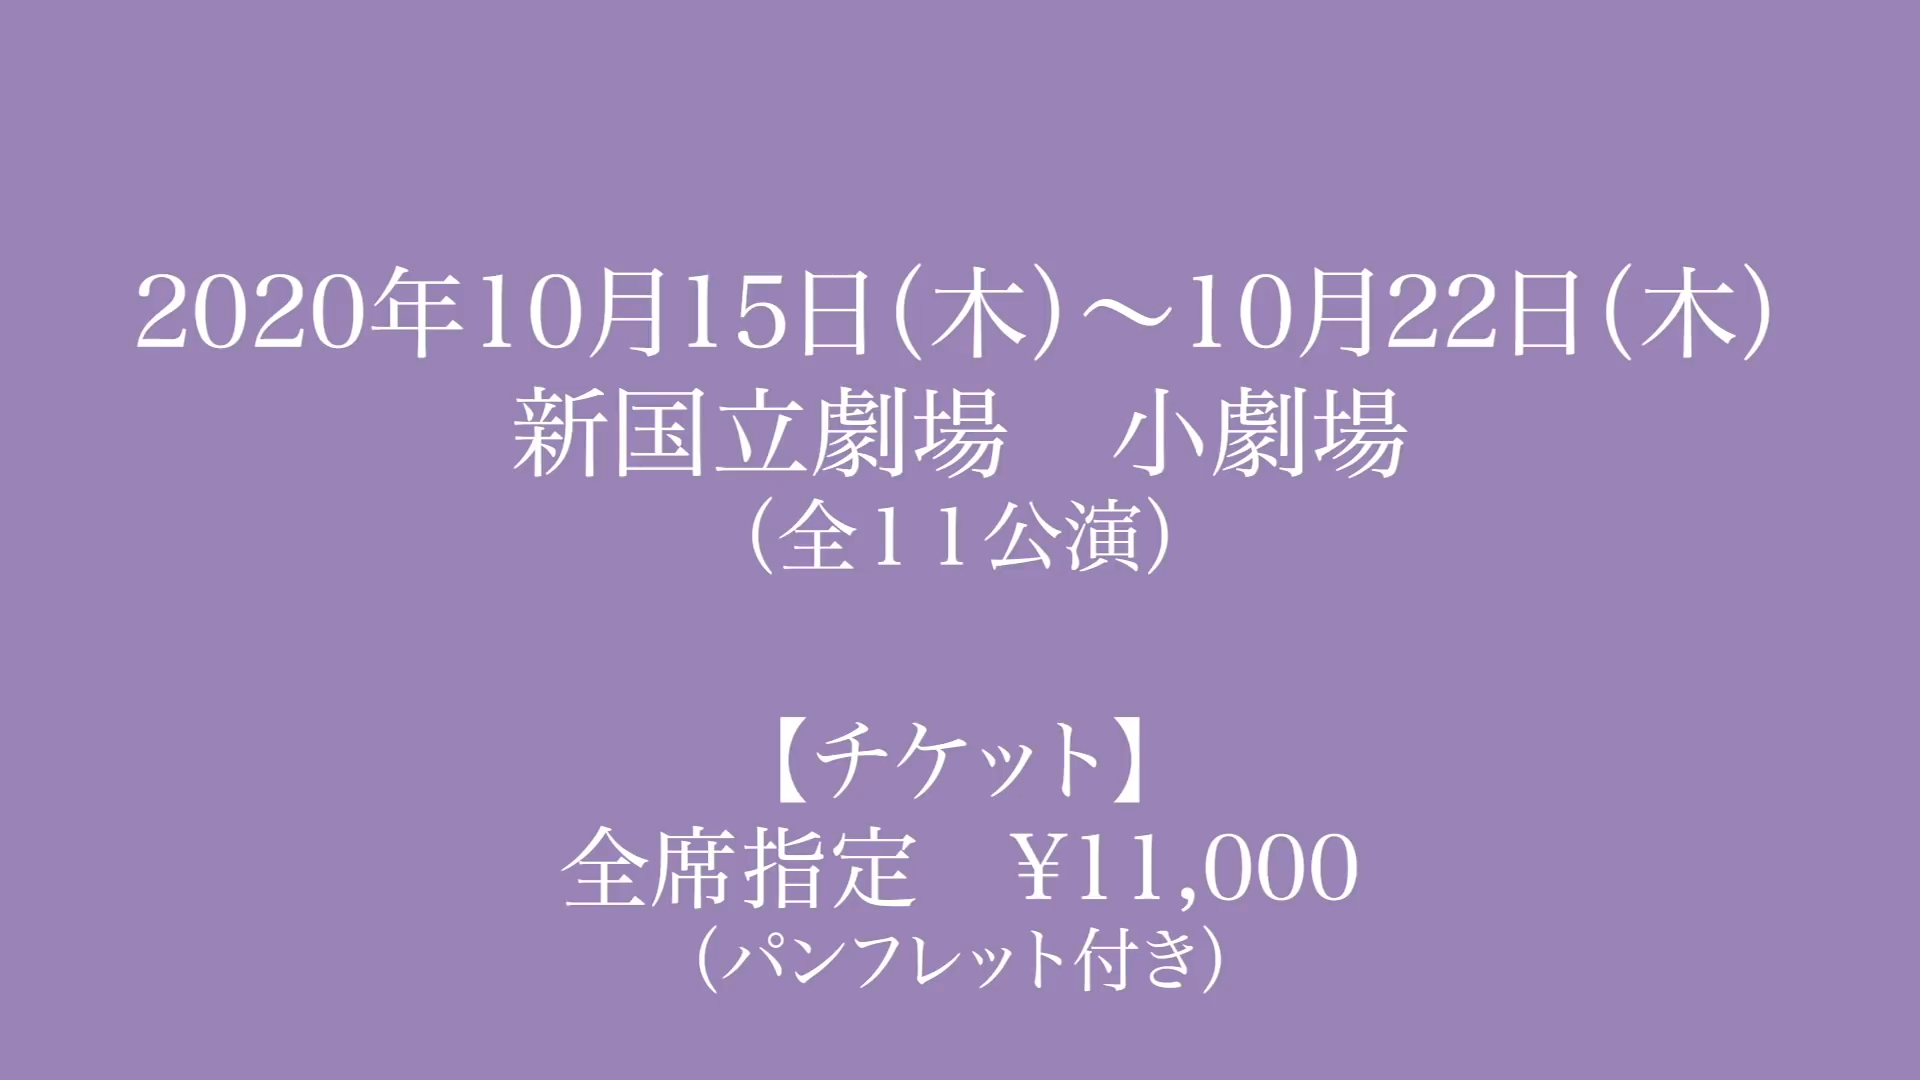 2020年10月15日(木)～10月22日(木)
新国立劇場　小劇場
(全１１公演)
【チケット】
全席指定　¥11,000
(パンフレット付き)